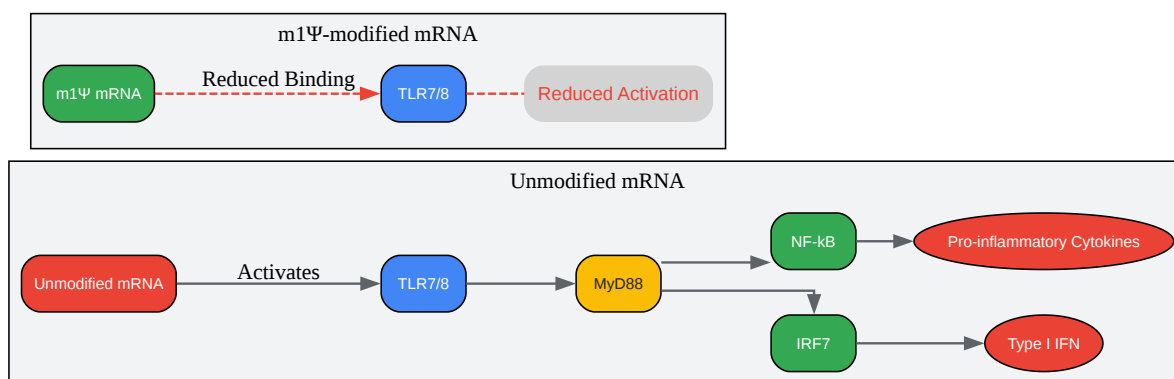 m1Ψ-modified mRNA
m1Ψ mRNA
Reduced Binding
TLR7/8
Reduced Activation
Unmodified mRNA
Unmodified mRNA
Activates
TLR7/8
MyD88
NF-kB
Pro-inflammatory Cytokines
IRF7
Type I IFN